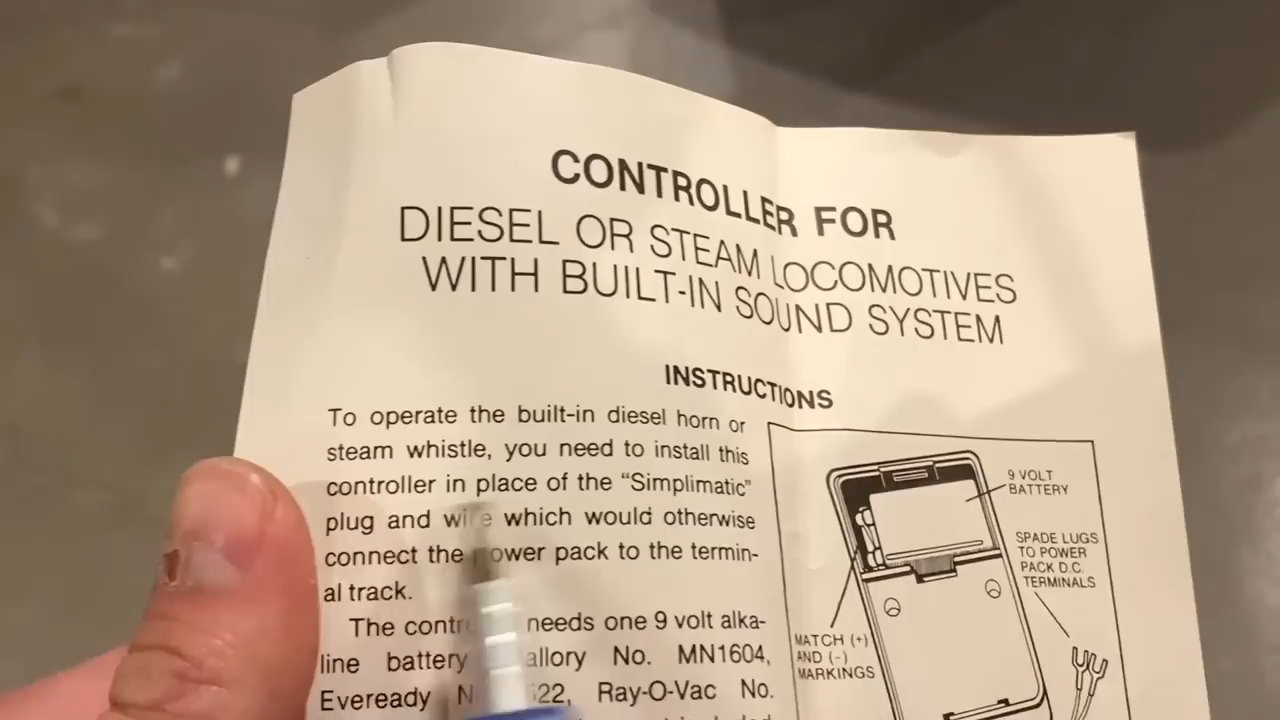 CONTROLLER FOR
DIESEL OR STEAM LOCOMOTIVES
WITH BUILT-IN SOUND SYSTEM
INSTRUCTIONS
To operate the built-in diesel horn or
steam whistle, you need to install this
controller in place of the "Simplimatic"
plug and wire which would otherwise
connect the power pack to the termin-
al track.
The needs one 9 volt alka-
line battery No. MN1604,
Eveready Ray-O-Vac No.
9 VOLT
BATTERY
SPADE LUGS
TO POWER
PACK D.C.
TERMINALS
MATCH (+)
AND (-)
MARKINGS